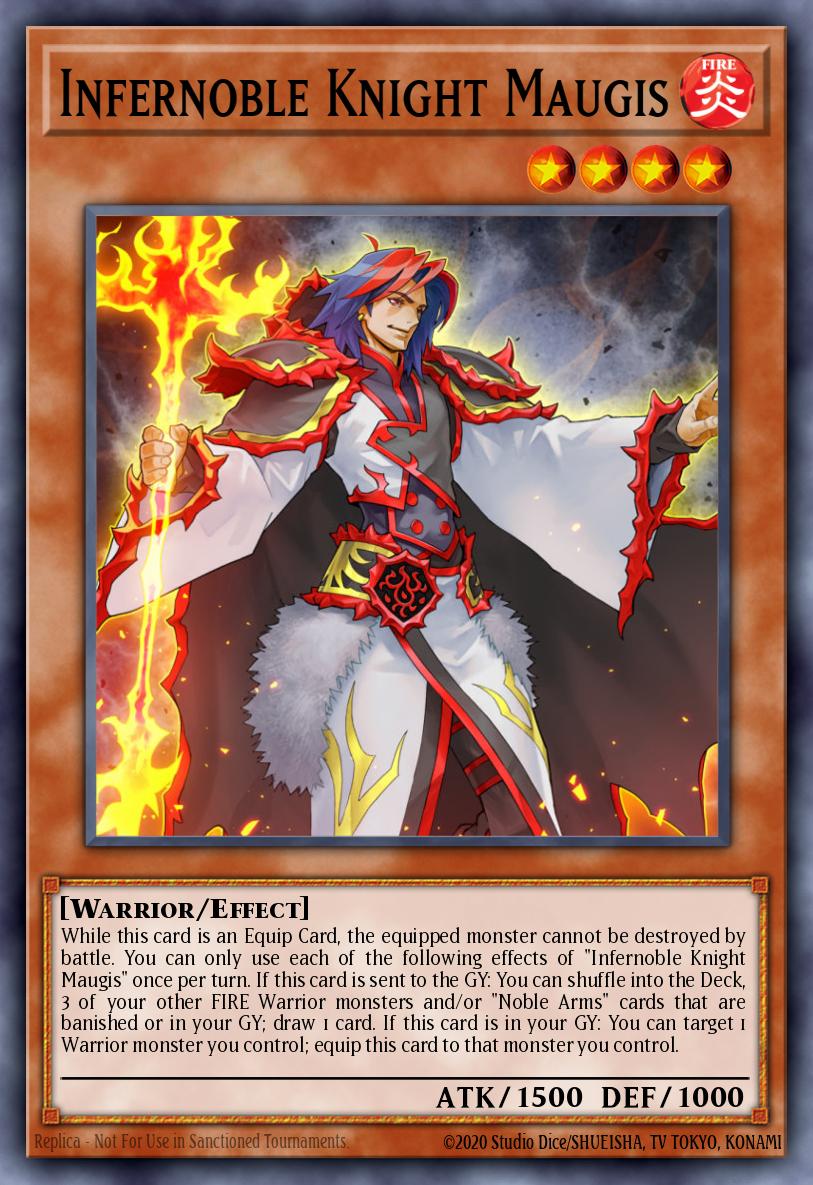 Infernoble Knight Maugis
FIRE
炎
[Warrior/Effect]
While this card is an Equip Card, the equipped monster cannot be destroyed by
battle. You can only use each of the following effects of "Infernoble Knight
Maugis" once per turn. If this card is sent to the GY: You can shuffle into the Deck,
3 of your other FIRE Warrior monsters and/or "Noble Arms" cards that are
banished or in your GY; draw 1 card. If this card is in your GY: You can target 1
Warrior monster you control; equip this card to that monster you control.
ATK/1500 DEF/1000
Replica - Not For Use in Sanctioned Tournaments.
©2020 Studio Dice/SHUEISHA, TV TOKYO, KONAMI